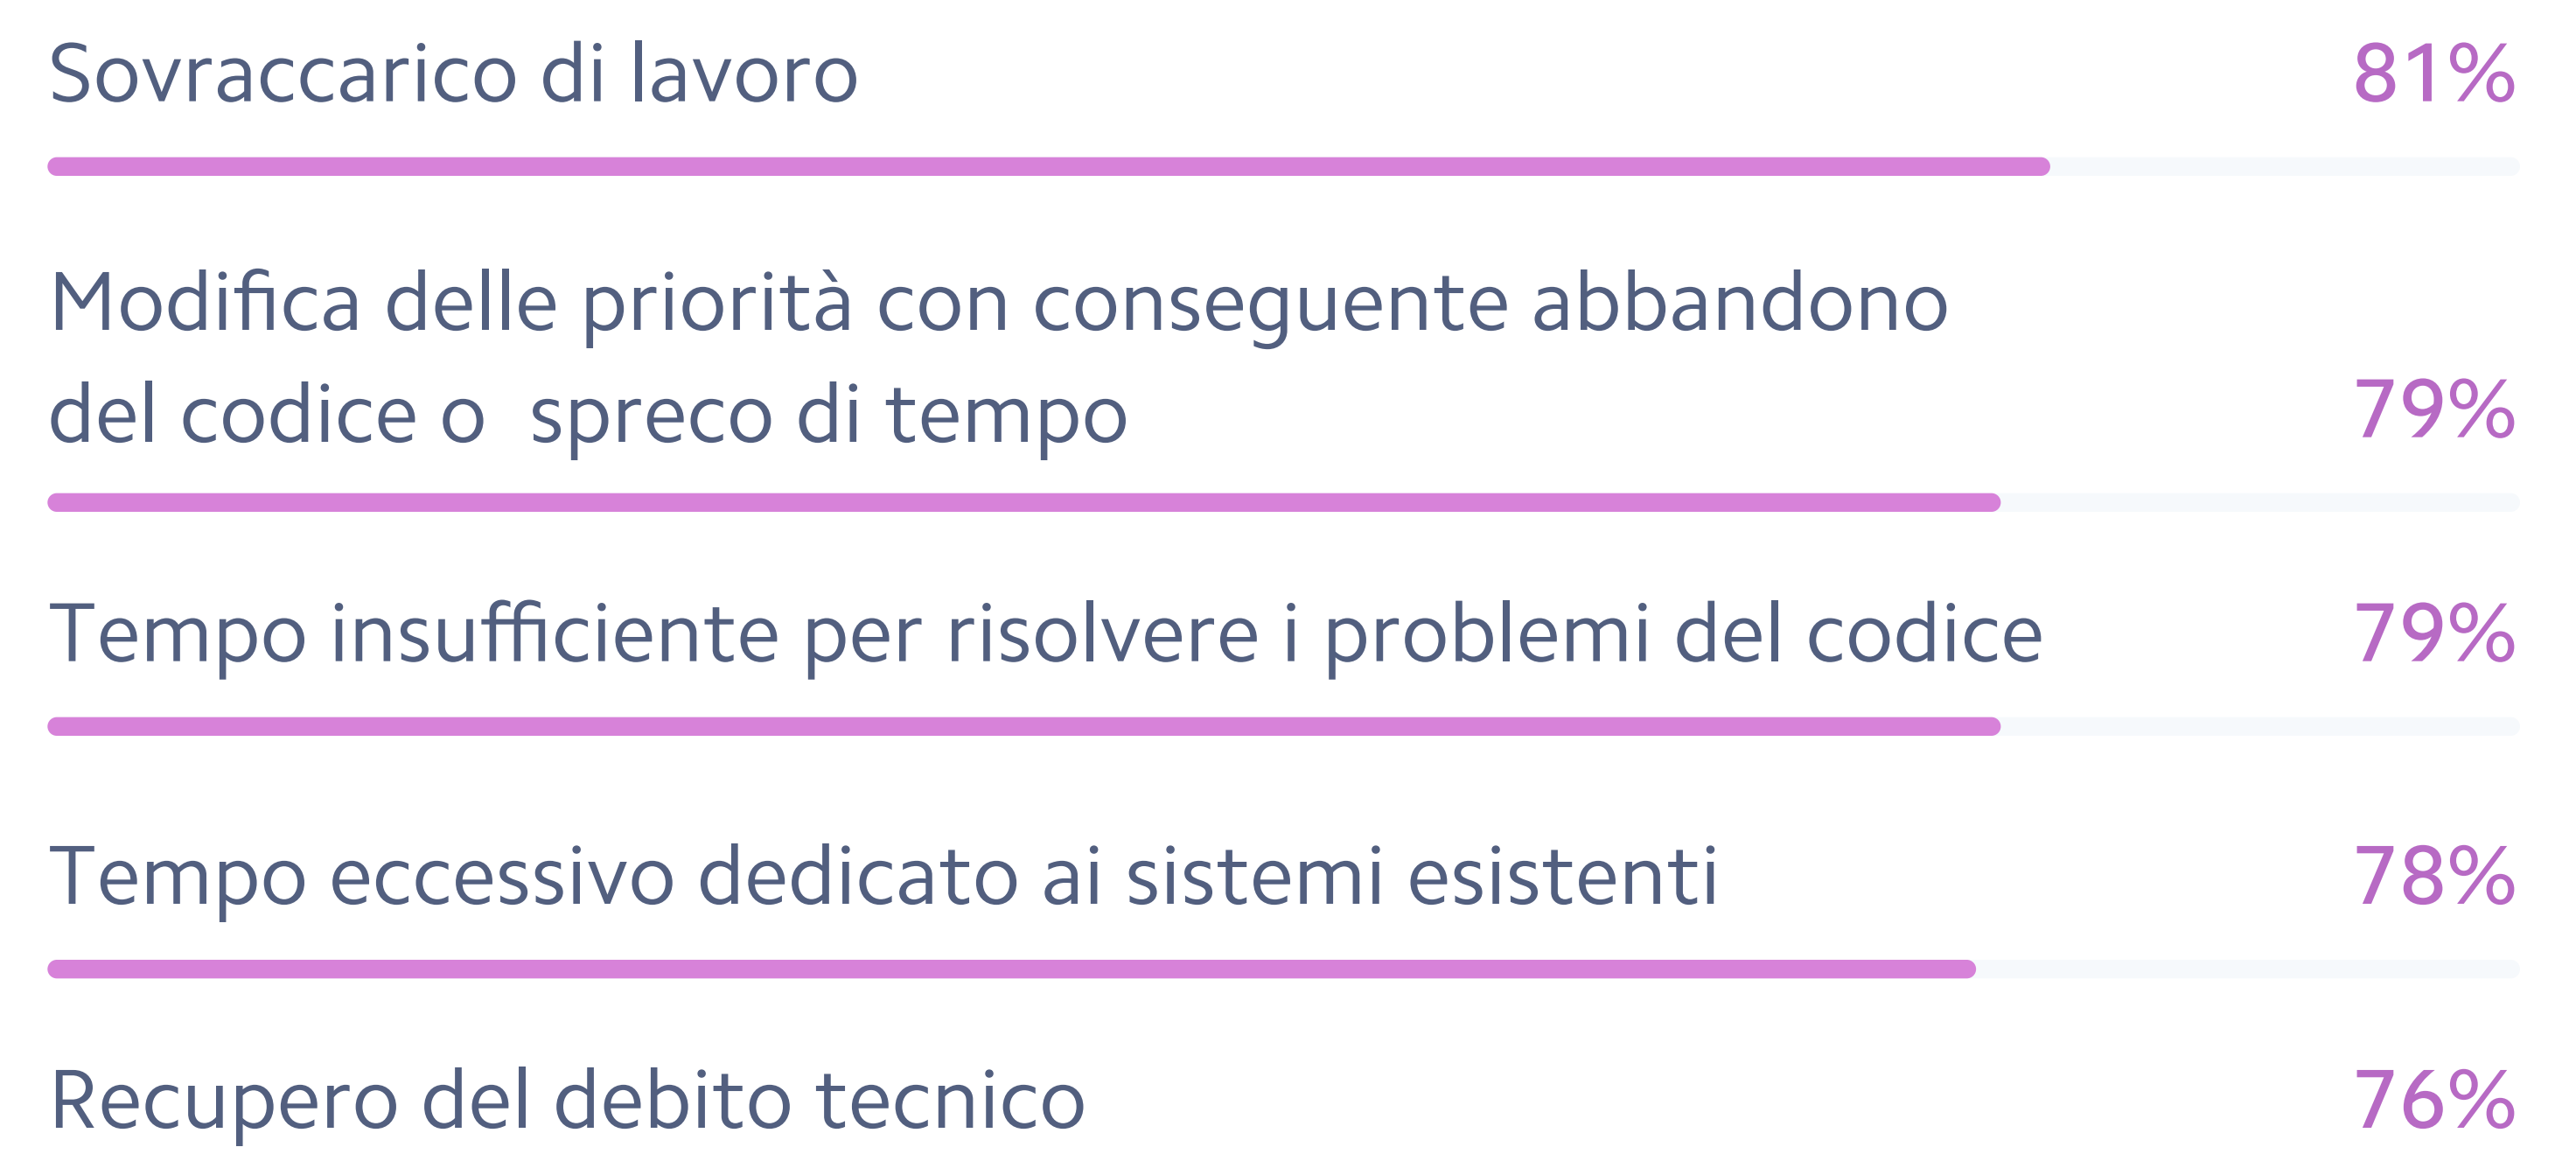 Sovraccarico di lavoro 81%
Modifica delle priorità con conseguente abbandono
del codice o  spreco di tempo 79%
Tempo insufficiente per risolvere i problemi del codice 79%
Tempo eccessivo dedicato ai sistemi esistenti 78%
Recupero del debito tecnico 76%